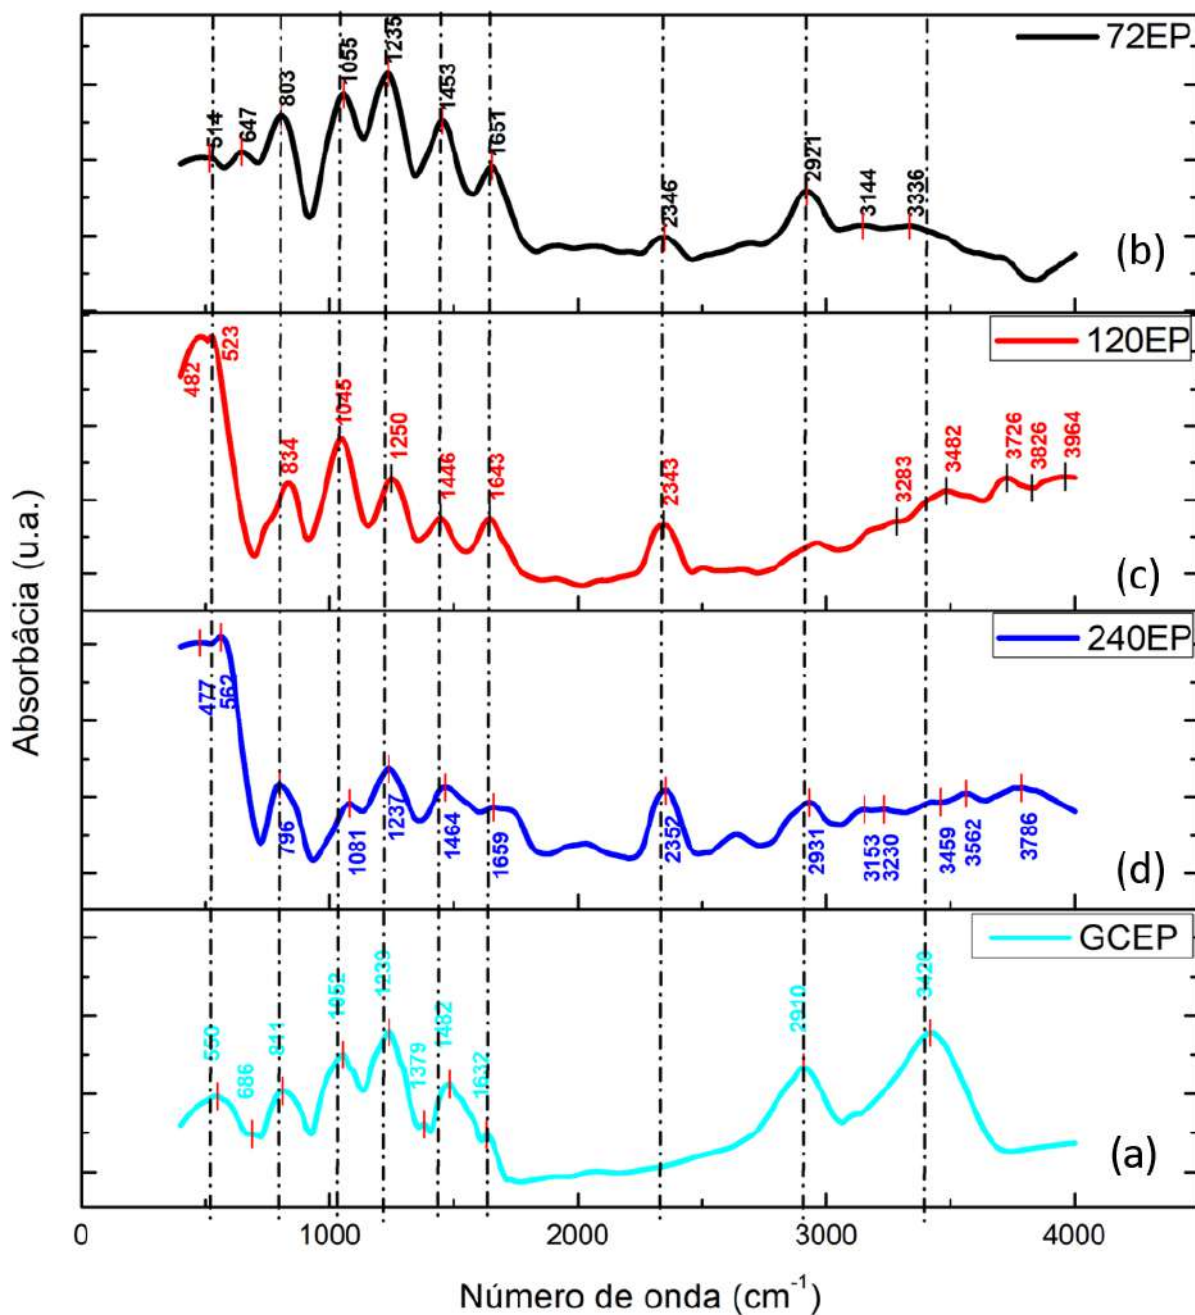 72EP
514 647 803 1055 1235 1453 1651 2346 2921 3144 3336
(b)
120EP
482 523 834 1045 1250 1446 1643 2343 3283 3482 3726 3826 3964
(c)
240EP
477 562 796 1081 1237 1464 1659 2352 2931 3153 3230 3459 3562 3786
(d)
GCEP
550 686 811 1052 1239 1379 1482 1632 2910 3420
(a)
Absorbâcia (u.a.)
0 1000 2000 3000 4000
Número de onda (cm⁻¹)